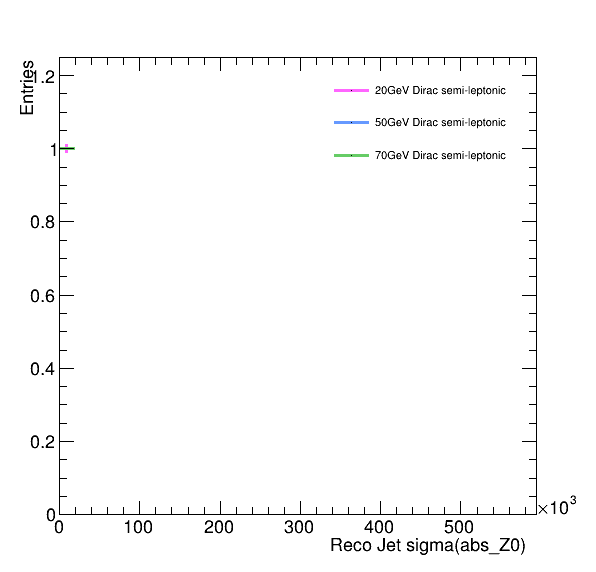 Entries
1.2
1
0.8
0.6
0.4
0.2
0
20GeV Dirac semi-leptonic
50GeV Dirac semi-leptonic
70GeV Dirac semi-leptonic
0 100 200 300 400 500
×10³
Reco Jet sigma(abs_Z0)